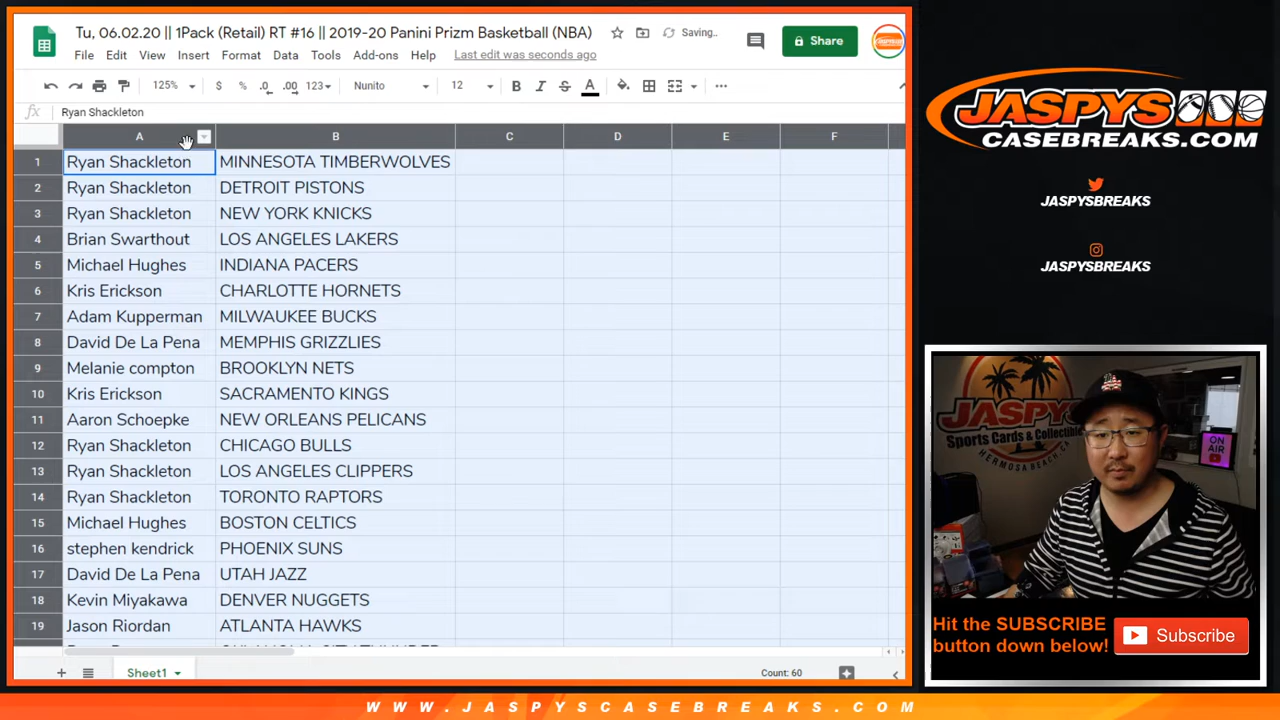 Tu, 06.02.20 || 1Pack (Retail) RT #16 || 2019-20 Panini Prizm Basketball (NBA)
Saving..
File Edit View Insert Format Data Tools Add-ons Help Last edit was seconds ago
Share
125% $ % .0 .00 123 Nunito 12 B I S A
fx Ryan Shackleton
A B C D E F
1 Ryan Shackleton MINNESOTA TIMBERWOLVES
2 Ryan Shackleton DETROIT PISTONS
3 Ryan Shackleton NEW YORK KNICKS
4 Brian Swarthout LOS ANGELES LAKERS
5 Michael Hughes INDIANA PACERS
6 Kris Erickson CHARLOTTE HORNETS
7 Adam Kupperman MILWAUKEE BUCKS
8 David De La Pena MEMPHIS GRIZZLIES
9 Melanie compton BROOKLYN NETS
10 Kris Erickson SACRAMENTO KINGS
11 Aaron Schoepke NEW ORLEANS PELICANS
12 Ryan Shackleton CHICAGO BULLS
13 Ryan Shackleton LOS ANGELES CLIPPERS
14 Ryan Shackleton TORONTO RAPTORS
15 Michael Hughes BOSTON CELTICS
16 stephen kendrick PHOENIX SUNS
17 David De La Pena UTAH JAZZ
18 Kevin Miyakawa DENVER NUGGETS
19 Jason Riordan ATLANTA HAWKS
Sheet1
Count: 60
JASPYS
CASEBREAKS.COM
JASPYSBREAKS
JASPYSBREAKS
JASPYS
Sports Cards & Collectibles
HERMOSA BEACH, CA
ON
AIR
Hit the SUBSCRIBE
button down below!
Subscribe
WWW.JASPYSCASEBREAKS.COM